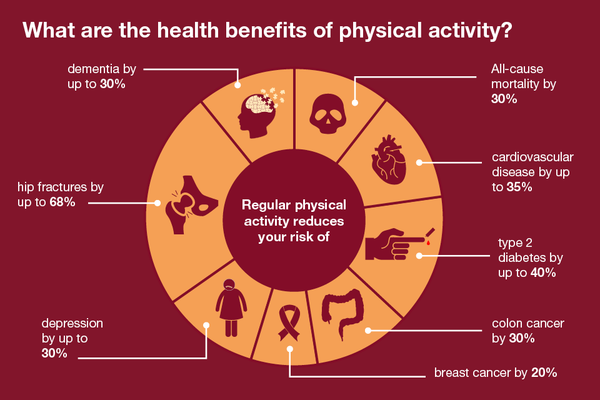 What are the health benefits of physical activity?
dementia by
up to 30%
All-cause
mortality by
30%
cardiovascular
disease by up
to 35%
hip fractures by
up to 68%
Regular physical
activity reduces
your risk of
type 2
diabetes by
up to 40%
depression
by up to
30%
colon cancer
by 30%
breast cancer by 20%